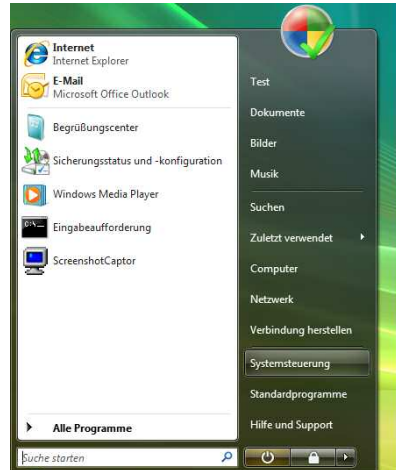 Internet
Internet Explorer
E-Mail
Microsoft Office Outlook
Begrüßungscenter
Sicherungsstatus und -konfiguration
Windows Media Player
Eingabeaufforderung
ScreenshotCaptor
Alle Programme
Suche starten
Test
Dokumente
Bilder
Musik
Suchen
Zuletzt verwendet
Computer
Netzwerk
Verbindung herstellen
Systemsteuerung
Standardprogramme
Hilfe und Support